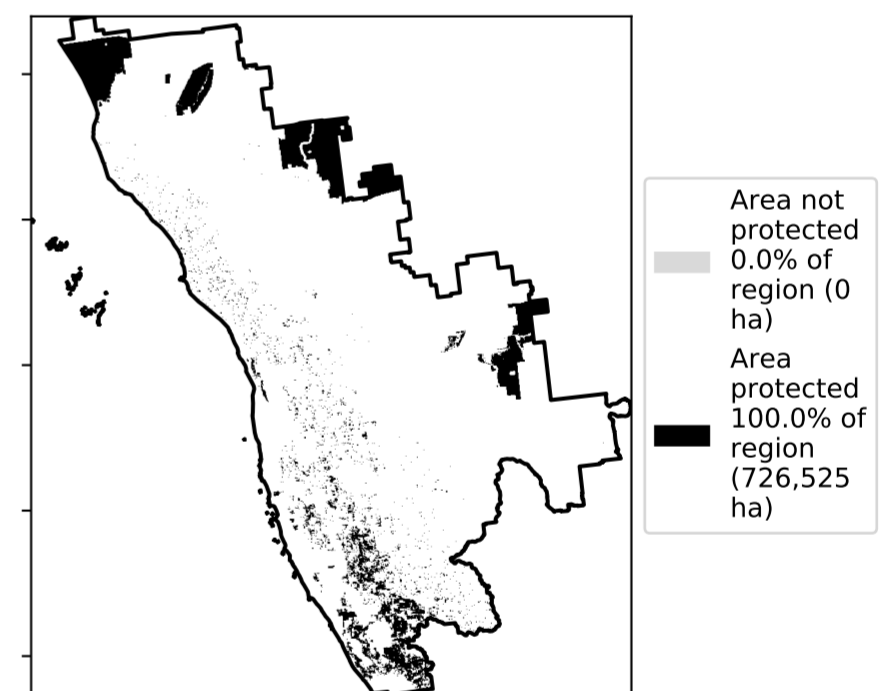 Area not
protected
0.0% of
region (0
ha)
Area
protected
100.0% of
region
(726,525
ha)